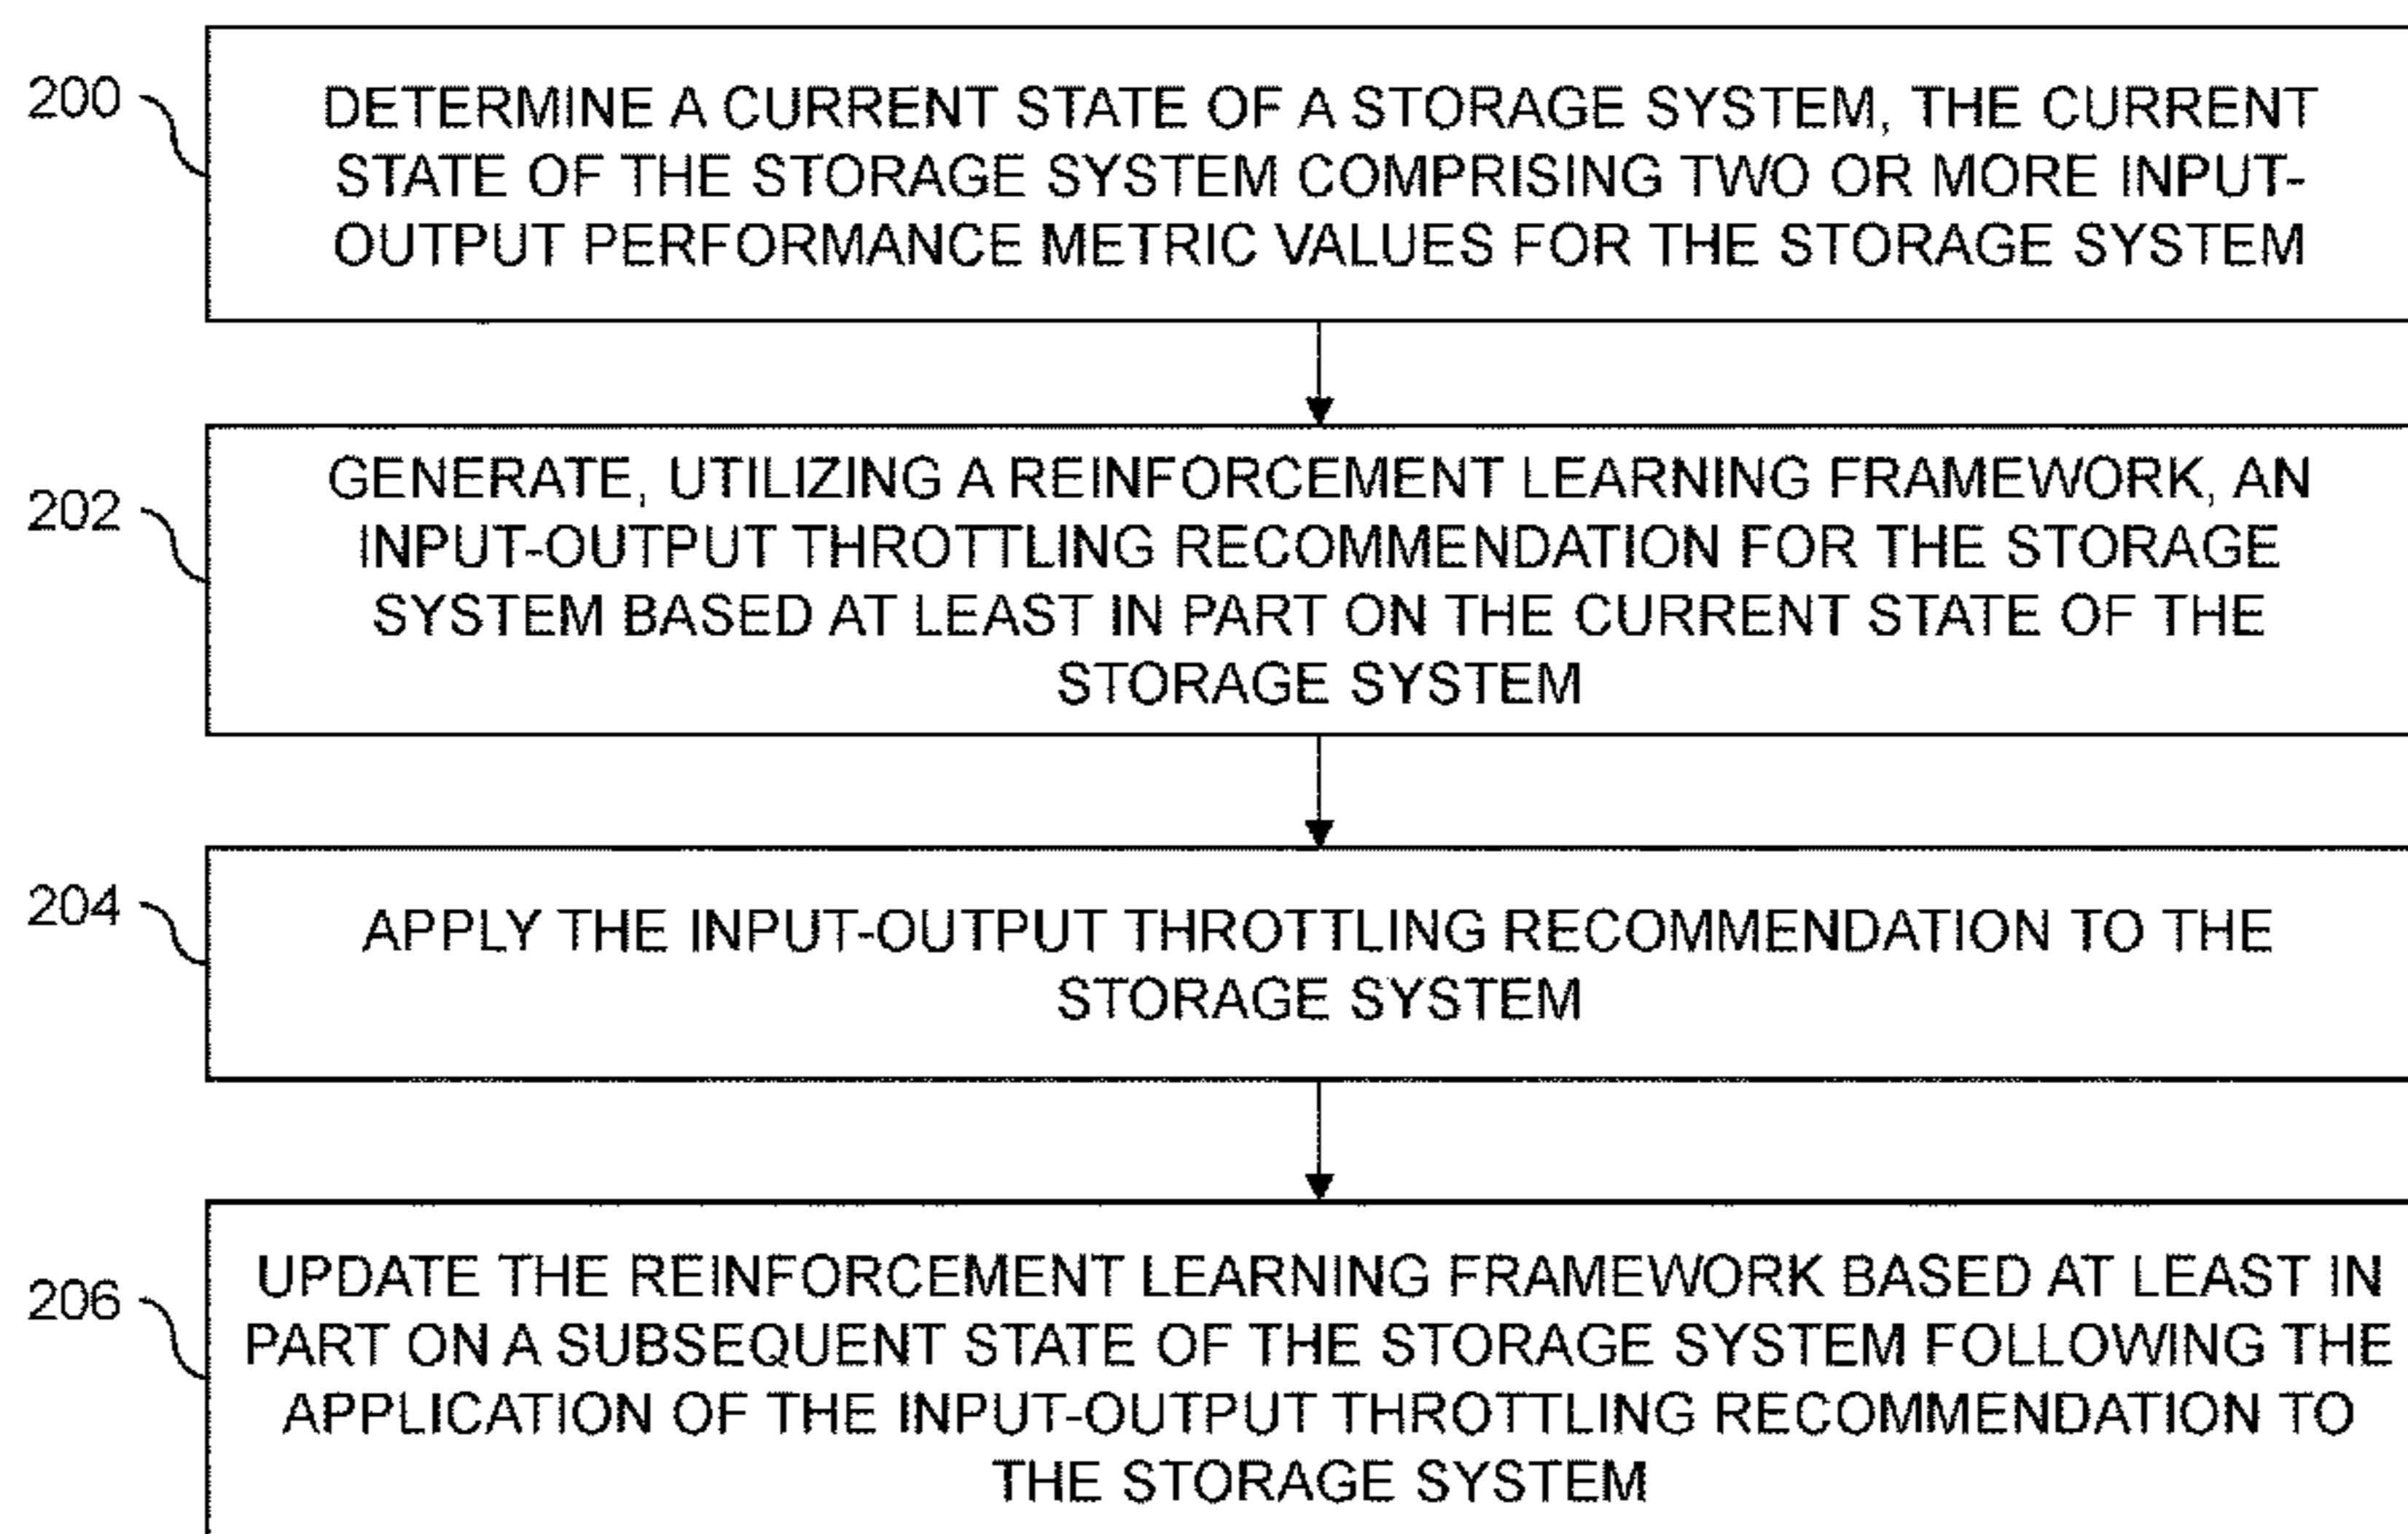 200
DETERMINE A CURRENT STATE OF A STORAGE SYSTEM, THE CURRENT
STATE OF THE STORAGE SYSTEM COMPRISING TWO OR MORE INPUT-
OUTPUT PERFORMANCE METRIC VALUES FOR THE STORAGE SYSTEM
202
GENERATE, UTILIZING A REINFORCEMENT LEARNING FRAMEWORK, AN
INPUT-OUTPUT THROTTLING RECOMMENDATION FOR THE STORAGE
SYSTEM BASED AT LEAST IN PART ON THE CURRENT STATE OF THE
STORAGE SYSTEM
204
APPLY THE INPUT-OUTPUT THROTTLING RECOMMENDATION TO THE
STORAGE SYSTEM
206
UPDATE THE REINFORCEMENT LEARNING FRAMEWORK BASED AT LEAST IN
PART ON A SUBSEQUENT STATE OF THE STORAGE SYSTEM FOLLOWING THE
APPLICATION OF THE INPUT-OUTPUT THROTTLING RECOMMENDATION TO
THE STORAGE SYSTEM